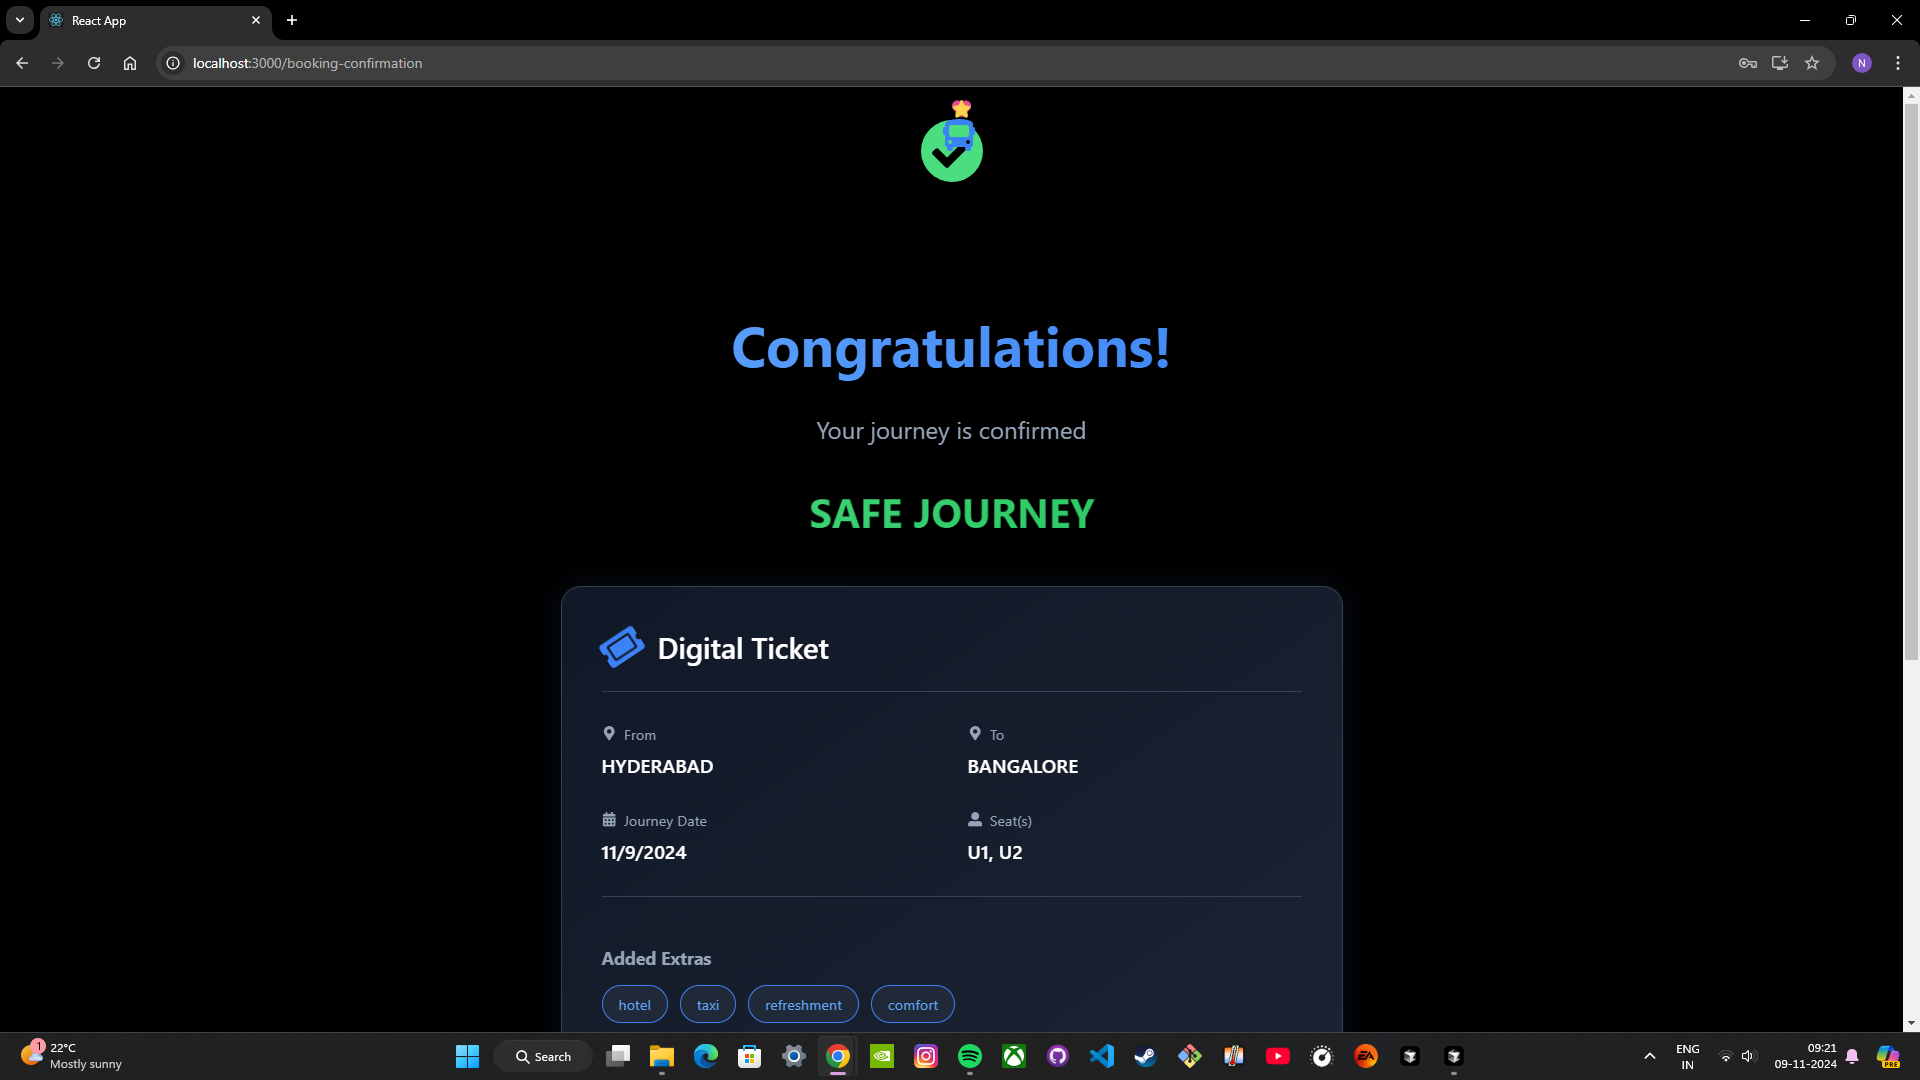 React App
localhost:3000/booking-confirmation
N
Congratulations!
Your journey is confirmed
SAFE JOURNEY
Digital Ticket
From
To
HYDERABAD
BANGALORE
Journey Date
Seat(s)
11/9/2024
U1, U2
Added Extras
hotel
taxi
refreshment
comfort
1
22°C
Mostly sunny
Search
EA
PRE
ENG
IN
09:21
09-11-2024